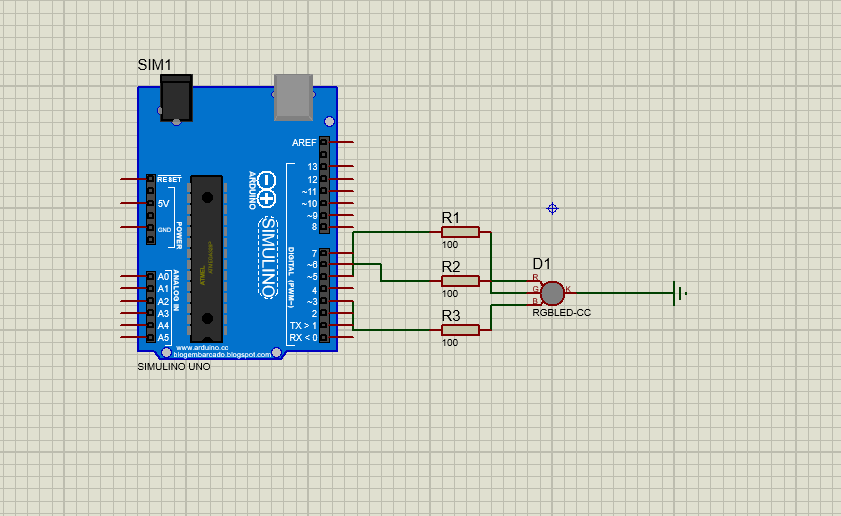 SIM1
AREF
13
12
~11
~10
~9
8
7
~6
~5
4
~3
2
TX > 1
RX < 0
RESET
5V
GND
POWER
A0
A1
A2
A3
A4
A5
ANALOG IN
ATMEL
ARDUINO
SIMULINO
DIGITAL (PWM~)
www.arduino.cc
blogembarcado.blogspot.com
SIMULINO UNO
R1
100
R2
100
R3
100
D1
R
G
B
K
RGBLED-CC